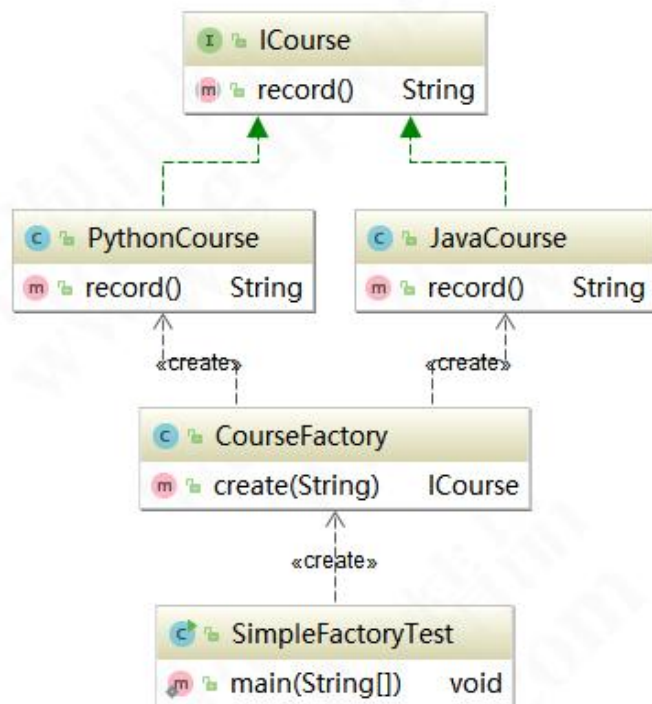 ICourse
record() String
PythonCourse
record() String
JavaCourse
record() String
«create»
«create»
CourseFactory
create(String) ICourse
«create»
SimpleFactoryTest
main(String[]) void